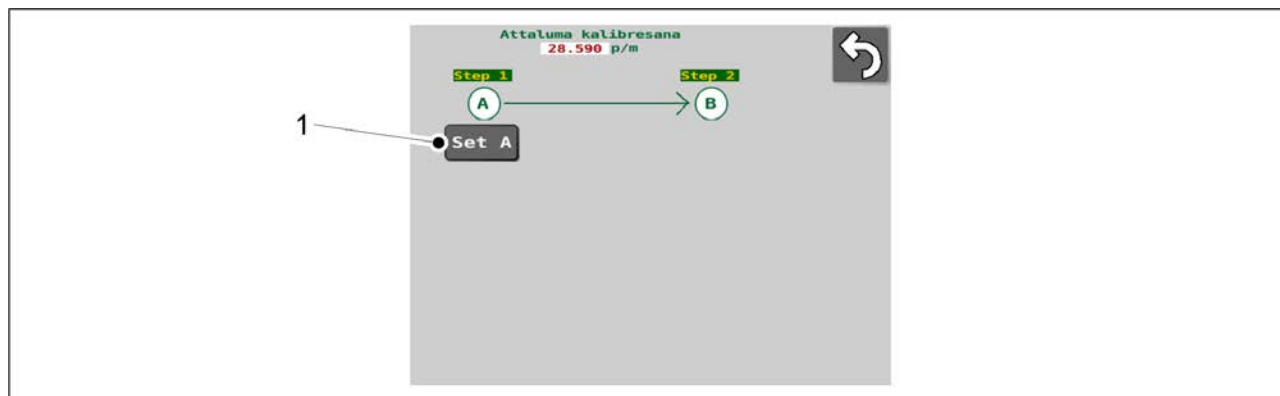 Attaluma kalibresana
28.590 p/m
Step 1
Step 2
A
B
1
Set A